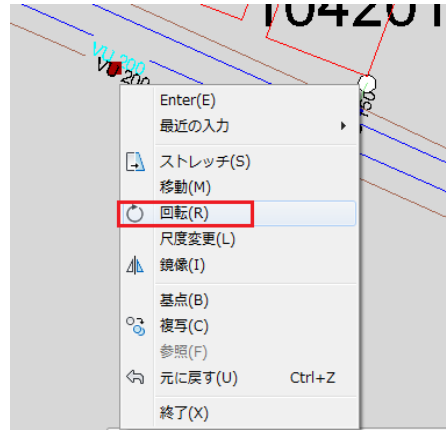 104201
VU 200
VU 200
150
Enter(E)
最近の入力
ストレッチ(S)
移動(M)
回転(R)
尺度変更(L)
鏡像(I)
基点(B)
複写(C)
参照(F)
元に戻す(U) Ctrl+Z
終了(X)